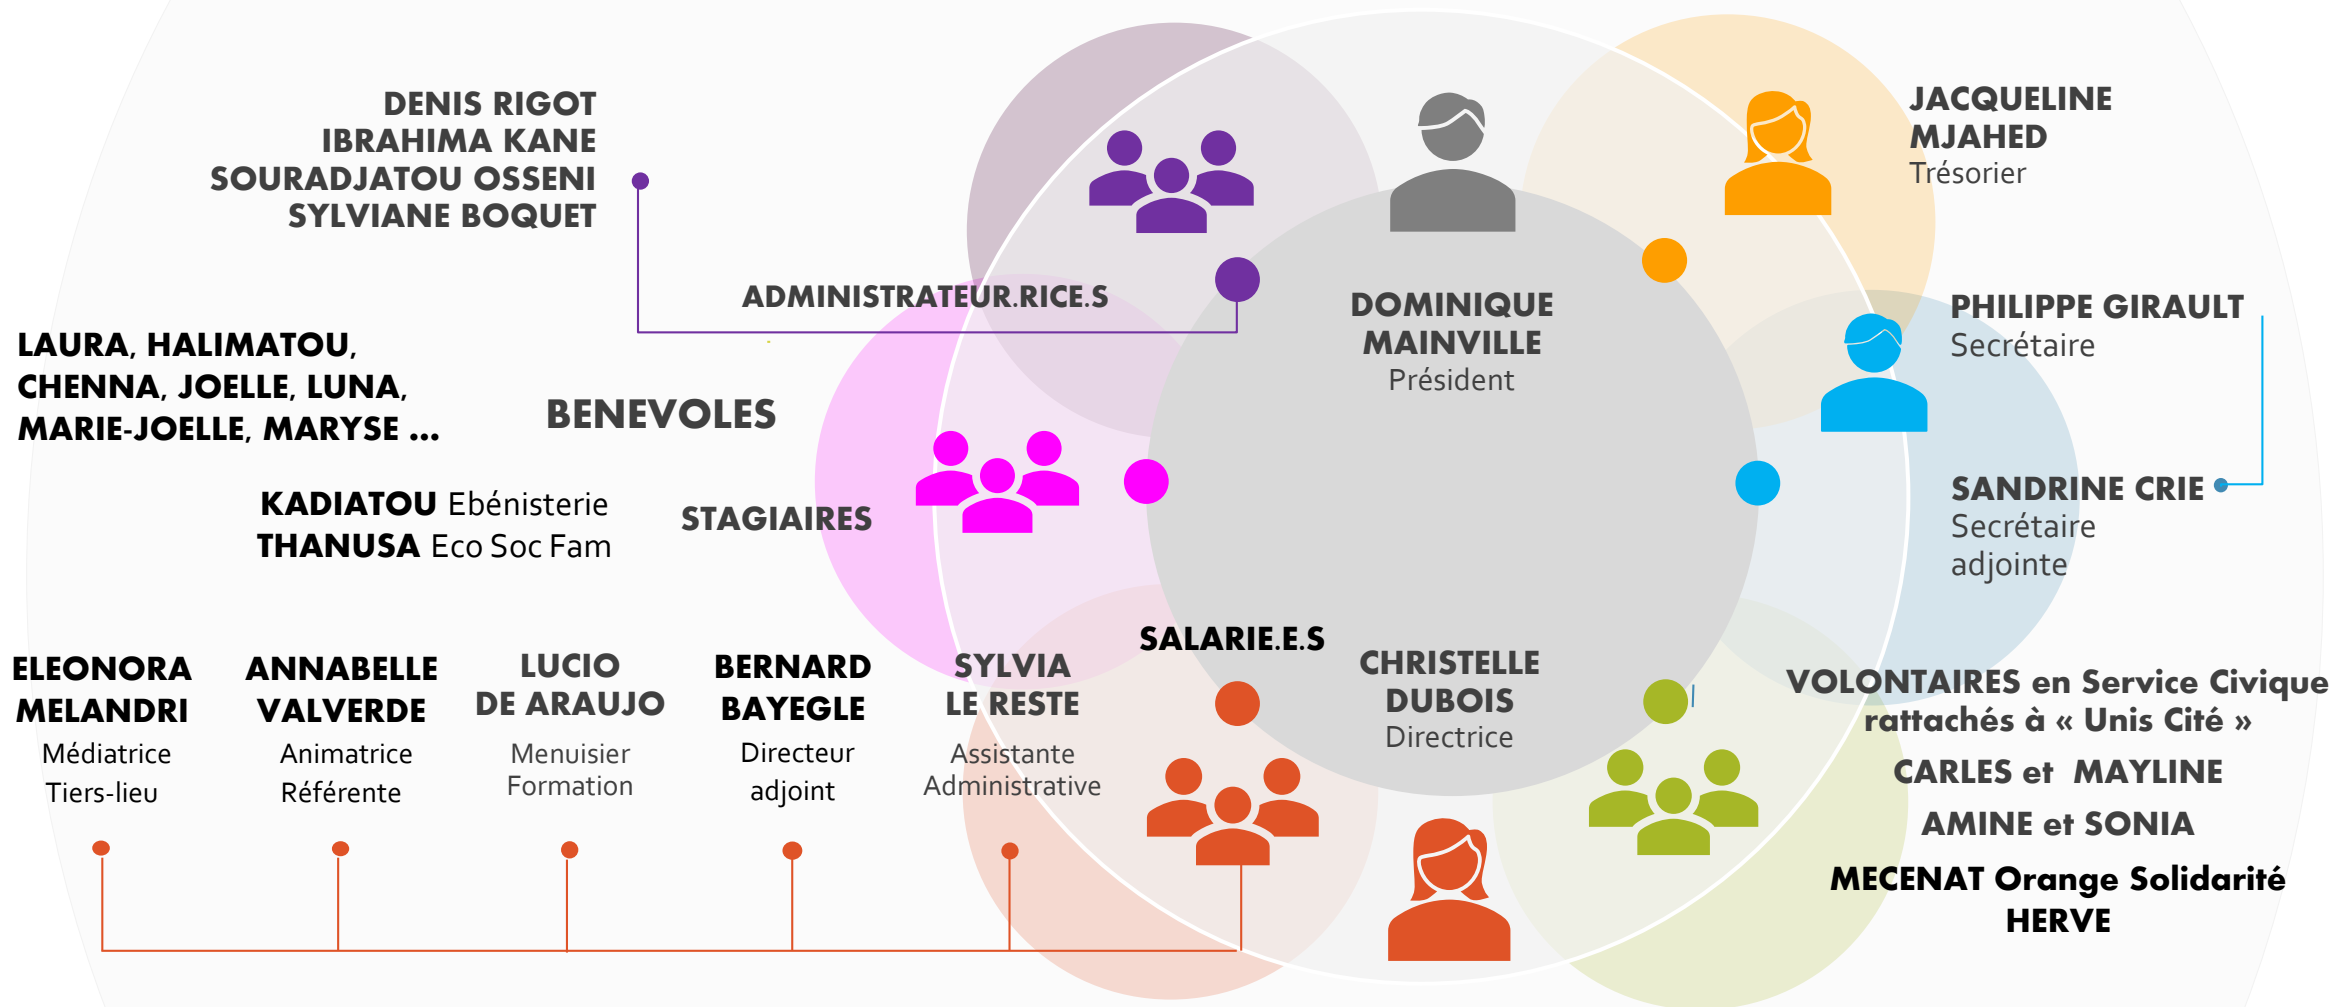 DENIS RIGOT
IBRAHIMA KANE
SOURADJATOU OSSENI
SYLVIANE BOQUET
ADMINISTRATEUR.RICE.S
DOMINIQUE
MAINVILLE
Président
JACQUELINE
MJAHED
Trésorier
PHILIPPE GIRAULT
Secrétaire
SANDRINE CRIE
Secrétaire
adjointe
LAURA, HALIMATOU,
CHENNA, JOELLE, LUNA,
MARIE-JOELLE, MARYSE ...
BENEVOLES
KADIATOU Ebénisterie
THANUSA Eco Soc Fam
STAGIAIRES
SALARIE.E.S
CHRISTELLE
DUBOIS
Directrice
ELEONORA
MELANDRI
Médiatrice
Tiers-lieu
ANNABELLE
VALVERDE
Animatrice
Référente
LUCIO
DE ARAUJO
Menuisier
Formation
BERNARD
BAYEGLE
Directeur
adjoint
SYLVIA
LE RESTE
Assistante
Administrative
VOLONTAIRES en Service Civique
rattachés à « Unis Cité »
CARLES et MAYLINE
AMINE et SONIA
MECENAT Orange Solidarité
HERVE